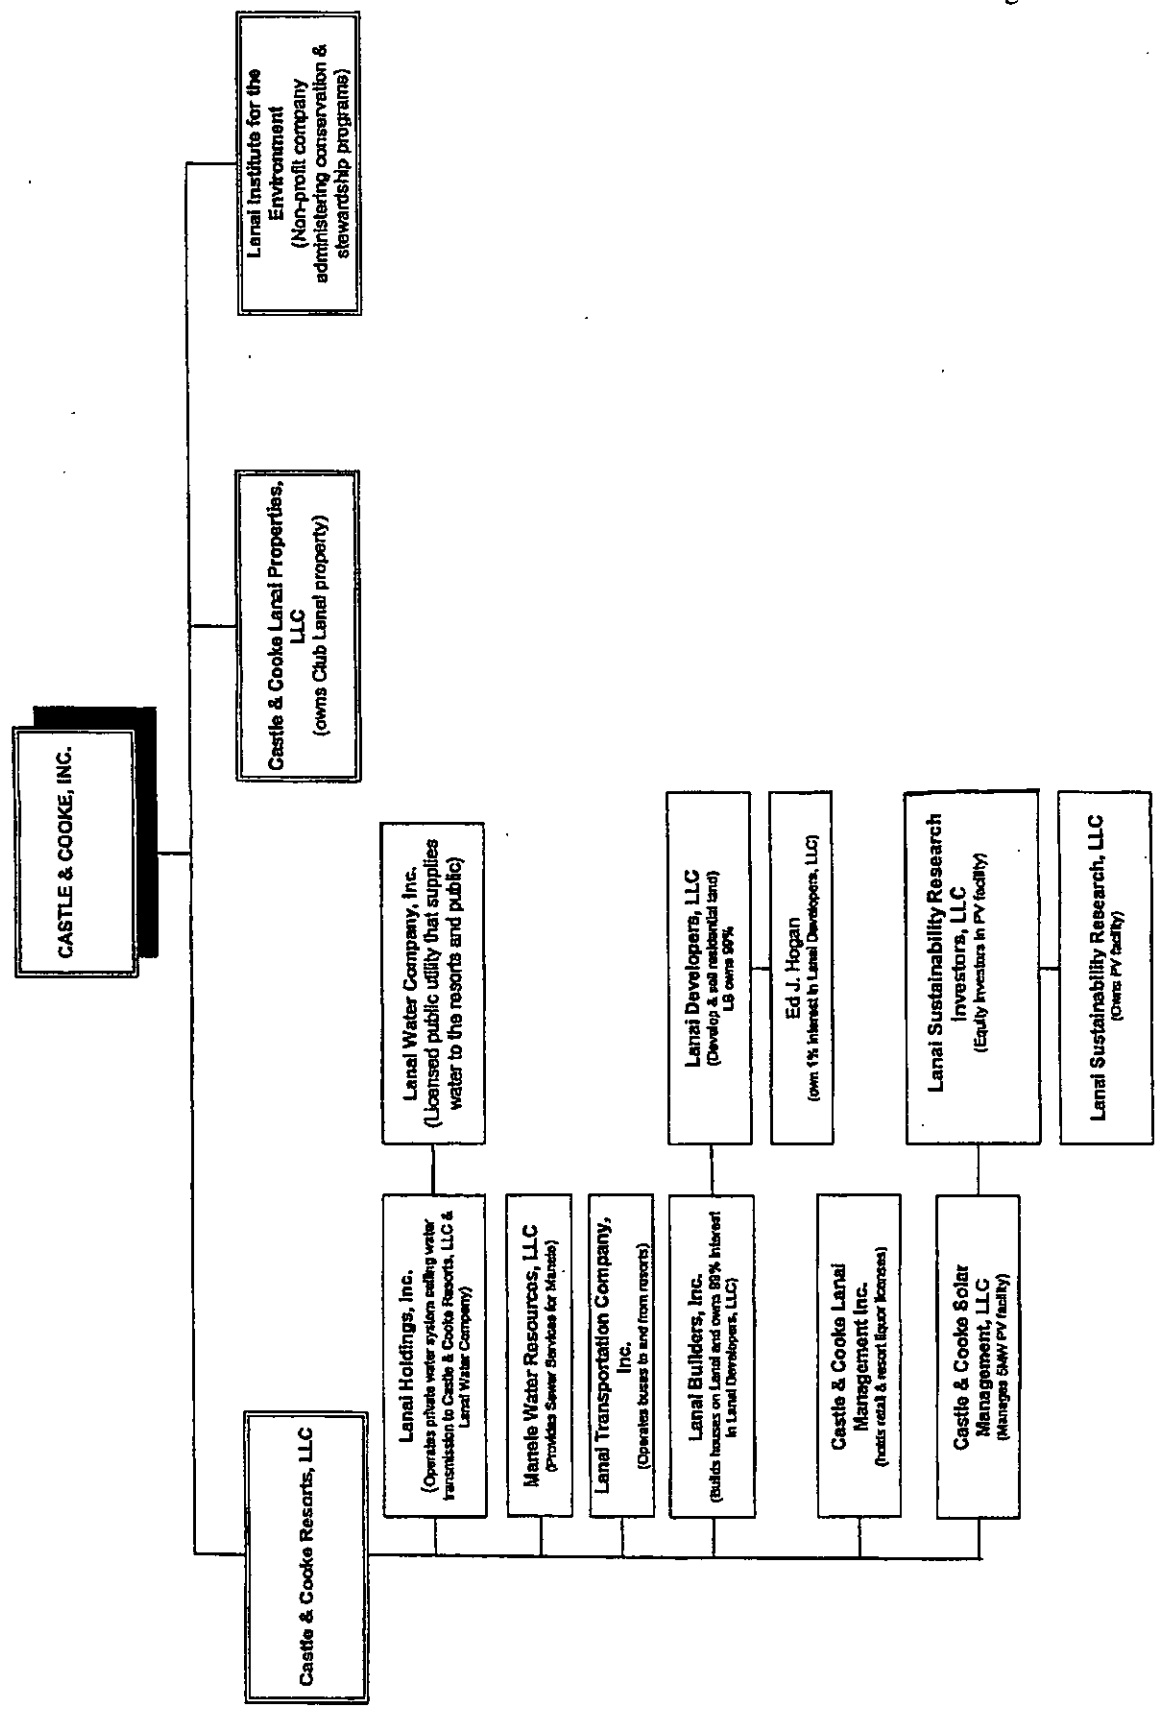 CASTLE & COOKE, INC.
Castle & Cooke Resorts, LLC
Castle & Cooke Lanai Properties,
LLC
(owns Club Lanai property)
Lanai Institute for the
Environment
(Non-profit company
administering conservation &
stewardship programs)
Lanai Holdings, Inc.
(Operates private water system selling water
transmission to Castle & Cooke Resorts, LLC &
Lanai Water Company)
Lanai Water Company, Inc.
(Licensed public utility that supplies
water to the resorts and public)
Manele Water Resources, LLC
(Provides Sewer Services for Manele)
Lanai Transportation Company,
Inc.
(Operates buses to and from resorts)
Lanai Builders, Inc.
(Builds houses on Lanai and owns 99% interest
in Lanai Developers, LLC)
Lanai Developers, LLC
(Develop & sell residential land)
LB owns 99%
Ed J. Hogan
(own 1% interest in Lanai Developers, LLC)
Castle & Cooke Lanai
Management Inc.
(holds retail & resort liquor licenses)
Castle & Cooke Solar
Management, LLC
(Manages 5MW PV facility)
Lanai Sustainability Research
Investors, LLC
(Equity Investors in PV facility)
Lanai Sustainability Research, LLC
(Owns PV facility)